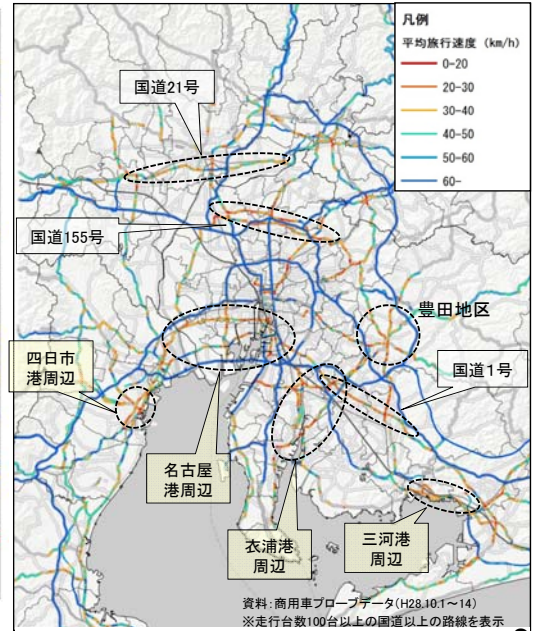 凡例
平均旅行速度 (km/h)
0-20
20-30
30-40
40-50
50-60
60-
国道21号
国道155号
豊田地区
四日市
港周辺
国道1号
名古屋
港周辺
衣浦港
周辺
三河港
周辺
資料:商用車プローブデータ(H28.10.1~14)
※走行台数100台以上の国道以上の路線を表示